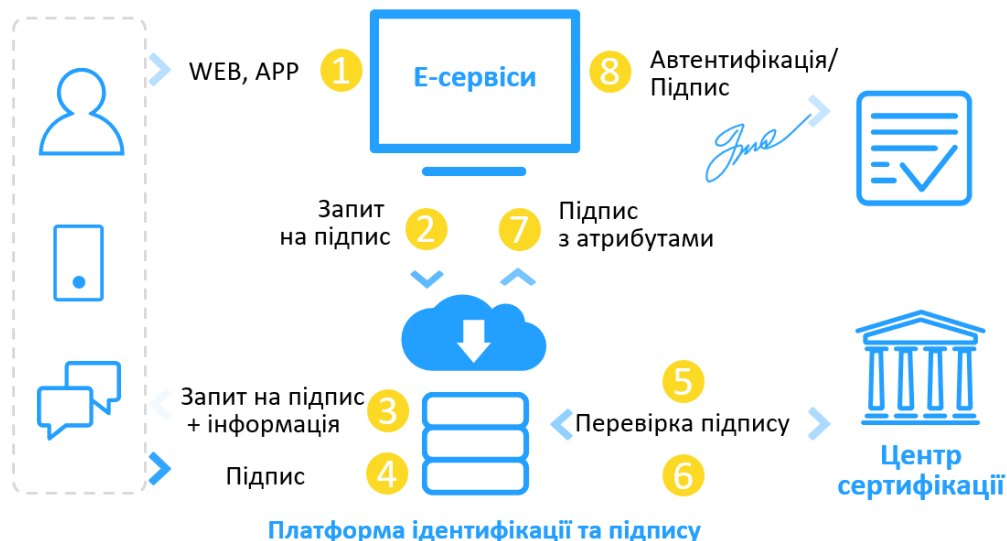 WEB, APP
1
Е-сервіси
8
Автентифікація/
Підпис
Запит
на підпис
2
7
Підпис
з атрибутами
Запит на підпис
+ інформація
3
Підпис
4
5
Перевірка підпису
6
Центр
сертифікації
Платформа ідентифікації та підпису